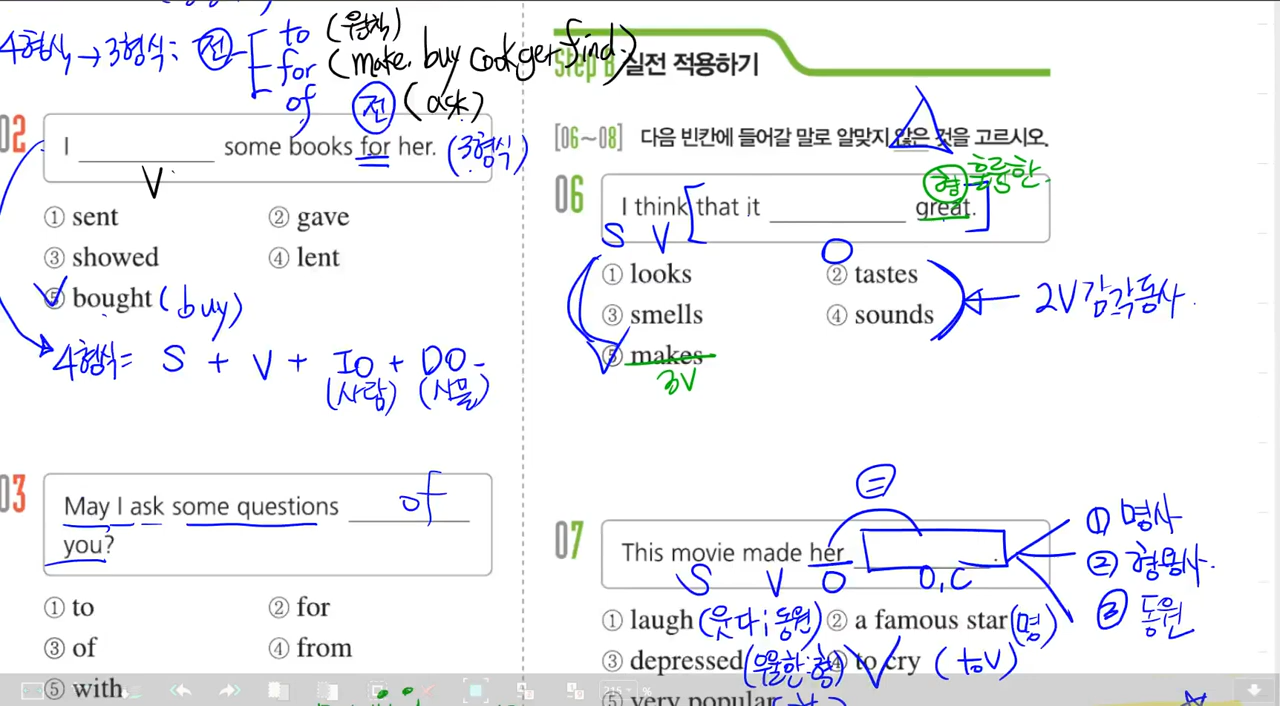 4형식 → 3형식: 전 to (원칙)
for (make. buy cook get find)
of 전 (ask)
02 I ________ some books for her. (3형식)
V
① sent ② gave
③ showed ④ lent
⑤ bought (buy)
4형식 = S + V + IO + DO
(사람) (사물)
03 May I ask some questions of
you?
① to ② for
③ of ④ from
⑤ with
Step B 실전 적용하기
[06~08] 다음 빈칸에 들어갈 말로 알맞지 않은 것을 고르시오.
형 훌륭한
06 I think [that it ________ great.]
S V O
① looks ② tastes
③ smells ④ sounds
2V 감각동사
⑤ makes
3V
=
07 This movie made her ________
S V O O.C
① 명사
② 형용사
③ 동원
① laugh (웃다; 동원) ② a famous star (명)
③ depressed (우울한: 형) ④ to cry (to V)
⑤ very popular